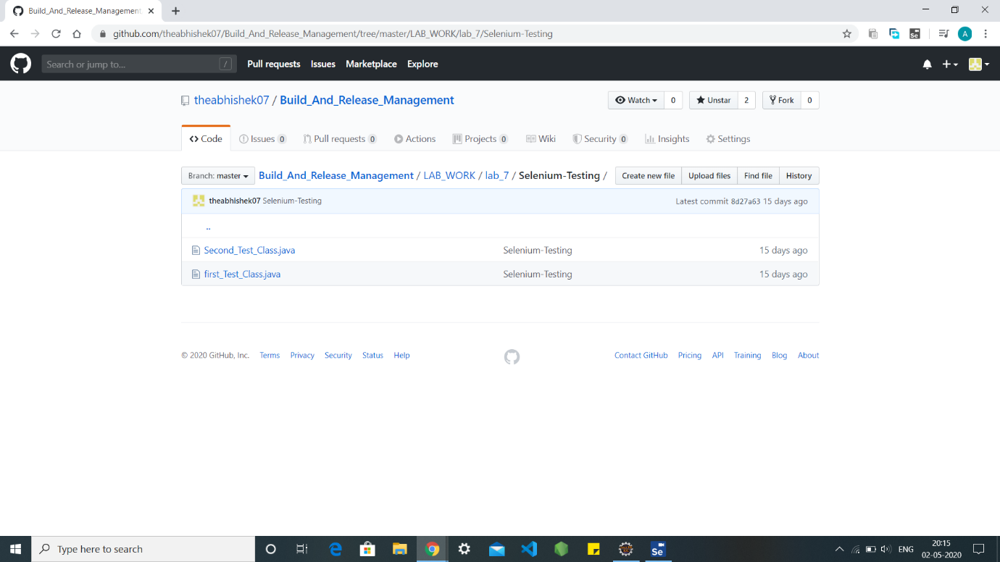 Build_And_Release_Management
github.com/theabhishek07/Build_And_Release_Management/tree/master/LAB_WORK/lab_7/Selenium-Testing
Se
A
Search or jump to...
/
Pull requests
Issues
Marketplace
Explore
theabhishek07 / Build_And_Release_Management
Watch 0
Unstar 2
Fork 0
Code
Issues 0
Pull requests 0
Actions
Projects 0
Wiki
Security 0
Insights
Settings
Branch: master
Build_And_Release_Management / LAB_WORK / lab_7 / Selenium-Testing /
Create new file
Upload files
Find file
History
theabhishek07 Selenium-Testing
Latest commit 8d27a63 15 days ago
..
Second_Test_Class.java Selenium-Testing 15 days ago
first_Test_Class.java Selenium-Testing 15 days ago
© 2020 GitHub, Inc. Terms Privacy Security Status Help
Contact GitHub Pricing API Training Blog About
Type here to search
Se
ENG
20:15
02-05-2020